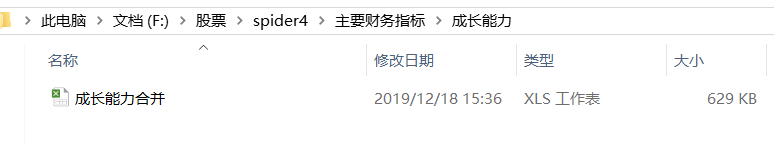 此电脑 > 文档 (F:) > 股票 > spider4 > 主要财务指标 > 成长能力
名称 修改日期 类型 大小
成长能力合并 2019/12/18 15:36 XLS 工作表 629 KB